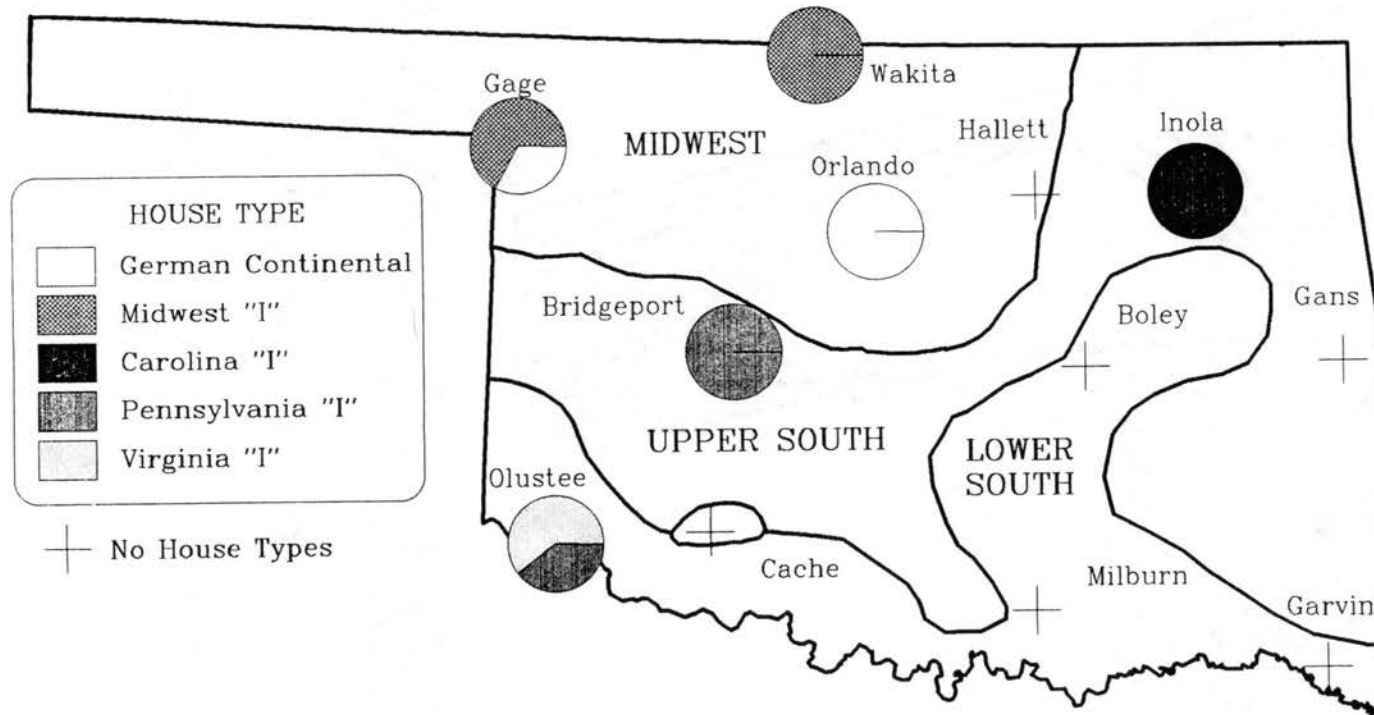 Wakita
Gage
MIDWEST
Hallett
Inola
Orlando
HOUSE TYPE
German Continental
Midwest "I"
Carolina "I"
Pennsylvania "I"
Virginia "I"
No House Types
Bridgeport
Boley
Gans
UPPER SOUTH
LOWER
SOUTH
Olustee
Cache
Milburn
Garvin